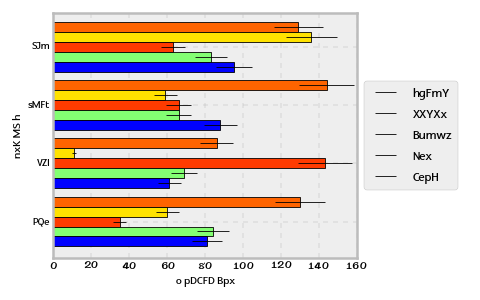 nxK MS h
SJm
sMFt
VZI
PQe
0 20 40 60 80 100 120 140 160
o pDCFD Bpx
hgFmY
XXYXx
Bumwz
Nex
CepH